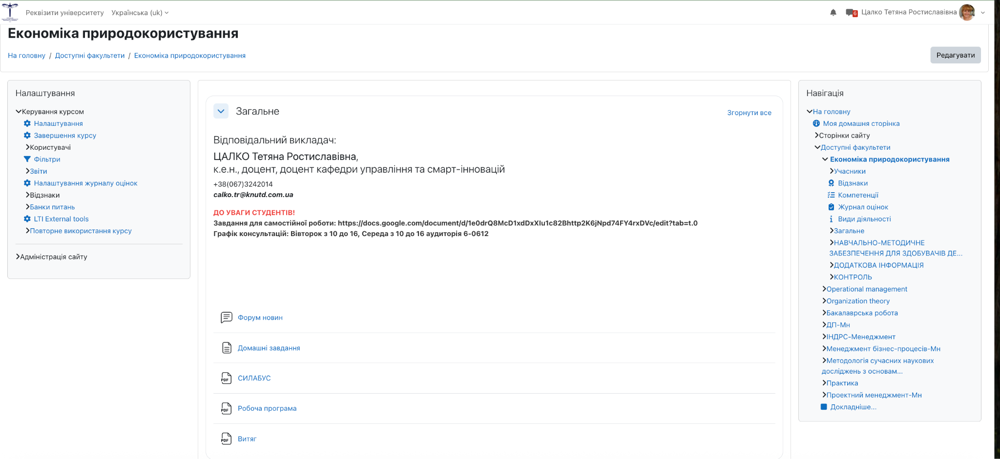 Реквізити університету
Українська (uk)
6
Цалко Тетяна Ростиславівна
Економіка природокористування
На головну / Доступні факультети / Економіка природокористування
Редагувати
Налаштування
Керування курсом
Налаштування
Завершення курсу
Користувачі
Фільтри
Звіти
Налаштування журналу оцінок
Відзнаки
Банки питань
LTI External tools
Повторне використання курсу
Адміністрація сайту
Загальне
Згорнути все
Відповідальний викладач:
ЦАЛКО Тетяна Ростиславівна,
к.е.н., доцент, доцент кафедри управління та смарт-інновацій
+38(067)3242014
calko.tr@knutd.com.ua
ДО УВАГИ СТУДЕНТІВ!
Завдання для самостійної роботи: https://docs.google.com/document/d/1e0drQ8McD1xdDxXIu1c82Bhttp2K6jNpd74FY4rxDVc/edit?tab=t.0
Графік консультацій: Вівторок з 10 до 16, Середа з 10 до 16 аудиторія 6-0612
Форум новин
Домашні завдання
PDF СИЛАБУС
PDF Робоча програма
PDF Витяг
Навігація
На головну
Моя домашня сторінка
Сторінки сайту
Доступні факультети
Економіка природокористування
Учасники
Відзнаки
Компетенції
Журнал оцінок
Види діяльності
Загальне
НАВЧАЛЬНО-МЕТОДИЧНЕ
ЗАБЕЗПЕЧЕННЯ ДЛЯ ЗДОБУВАЧІВ ДЕ...
ДОДАТКОВА ІНФОРМАЦІЯ
КОНТРОЛЬ
Operational management
Organization theory
Бакалаврська робота
ДП-Мн
ІНДРС-Менеджмент
Менеджмент бізнес-процесів-Мн
Методологія сучасних наукових
досліджень з основам...
Практика
Проектний менеджмент-Мн
Докладніше...